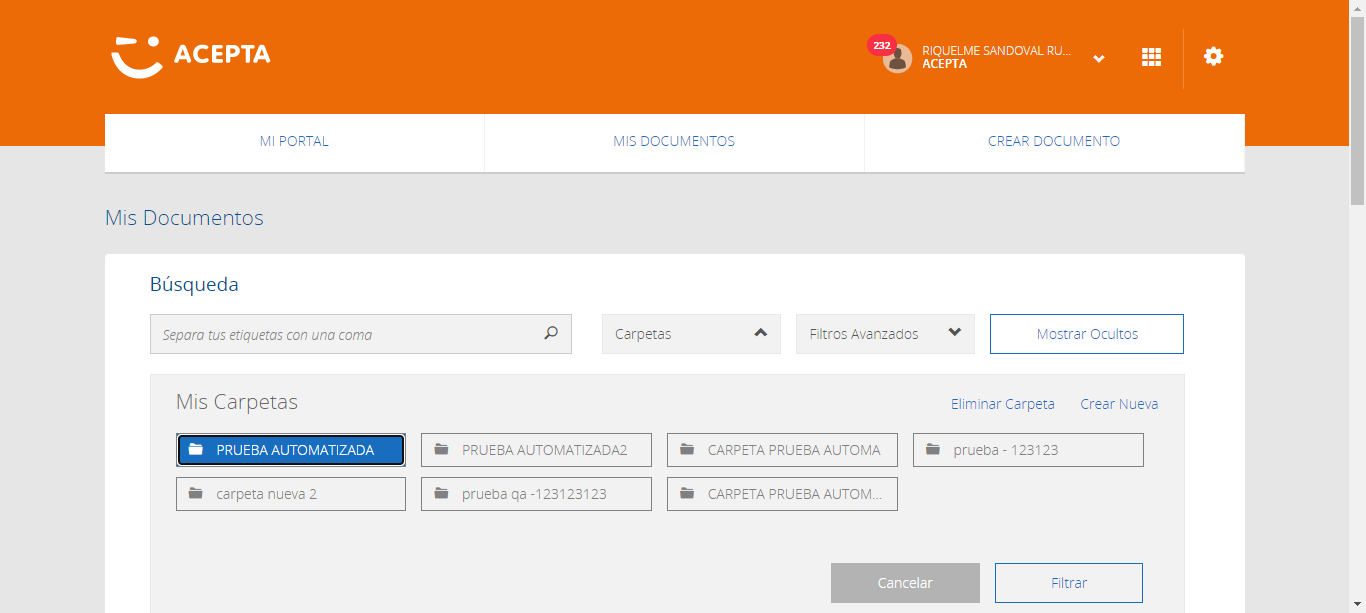 ACEPTA
232
RIQUELME SANDOVAL RU...
ACEPTA
MI PORTAL
MIS DOCUMENTOS
CREAR DOCUMENTO
Mis Documentos
Búsqueda
Separa tus etiquetas con una coma
Carpetas
Filtros Avanzados
Mostrar Ocultos
Mis Carpetas
Eliminar Carpeta
Crear Nueva
PRUEBA AUTOMATIZADA
PRUEBA AUTOMATIZADA2
CARPETA PRUEBA AUTOMA
prueba - 123123
carpeta nueva 2
prueba qa -123123123
CARPETA PRUEBA AUTOM...
Cancelar
Filtrar